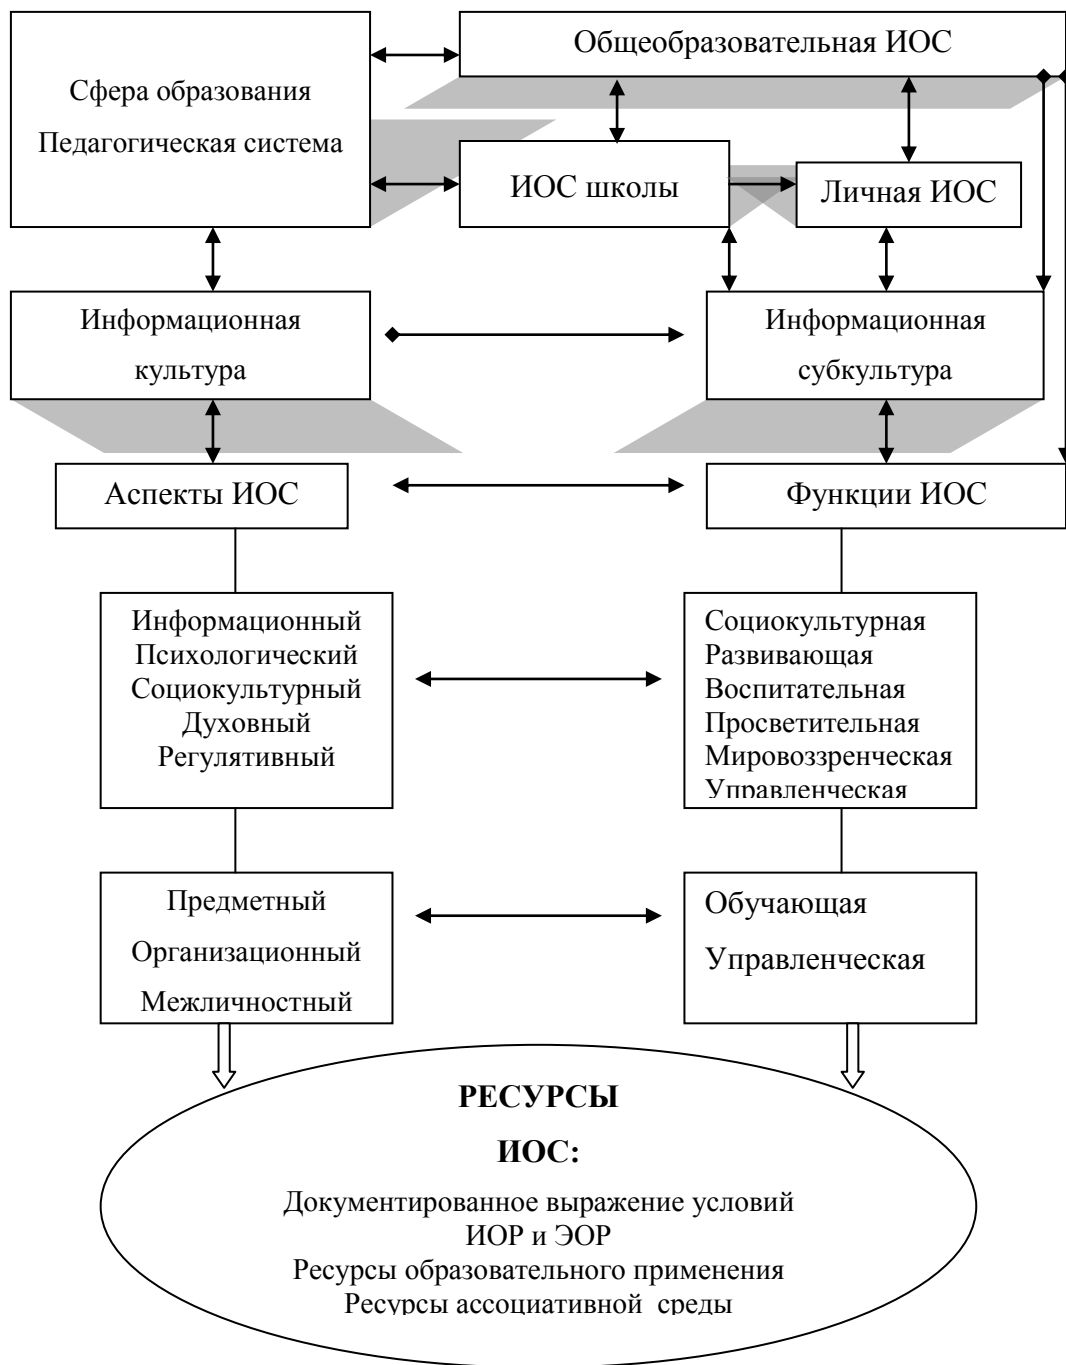 Общеобразовательная ИОС
Сфера образования
Педагогическая система
ИОС школы
Личная ИОС
Информационная
культура
Информационная
субкультура
Аспекты ИОС
Функции ИОС
Информационный
Психологический
Социокультурный
Духовный
Регулятивный
Социокультурная
Развивающая
Воспитательная
Просветительная
Мировоззренческая
Управленческая
Предметный
Организационный
Межличностный
Обучающая
Управленческая
РЕСУРСЫ
ИОС:
Документированное выражение условий
ИОР и ЭОР
Ресурсы образовательного применения
Ресурсы ассоциативной среды